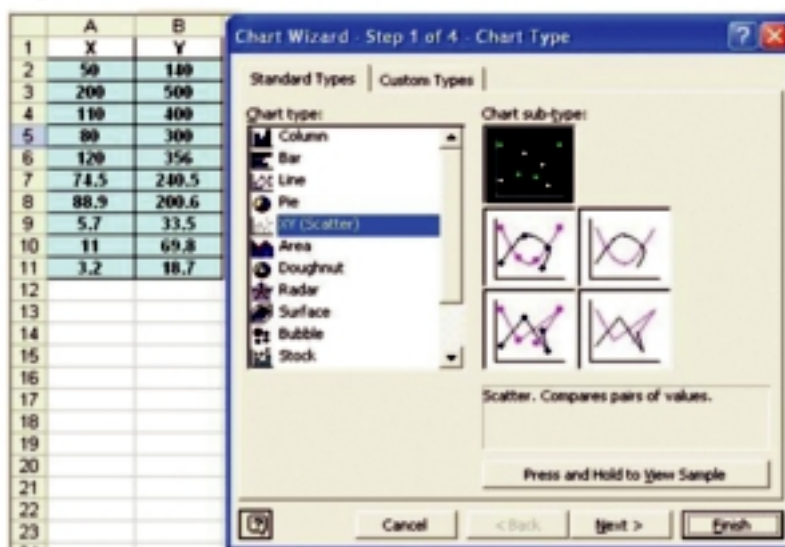 A B
1 X Y
2 50 140
3 200 500
4 110 400
5 80 300
6 120 356
7 74.5 240.5
8 88.9 200.6
9 5.7 33.5
10 11 69.8
11 3.2 18.7
12
13
14
15
16
17
18
19
20
21
22
23
Chart Wizard - Step 1 of 4 - Chart Type
Standard Types Custom Types
Chart type:
Column
Bar
Line
Pie
XY (Scatter)
Area
Doughnut
Radar
Surface
Bubble
Stock
Chart sub-type:
Scatter. Compares pairs of values.
Press and Hold to View Sample
Cancel < Back Next > Finish